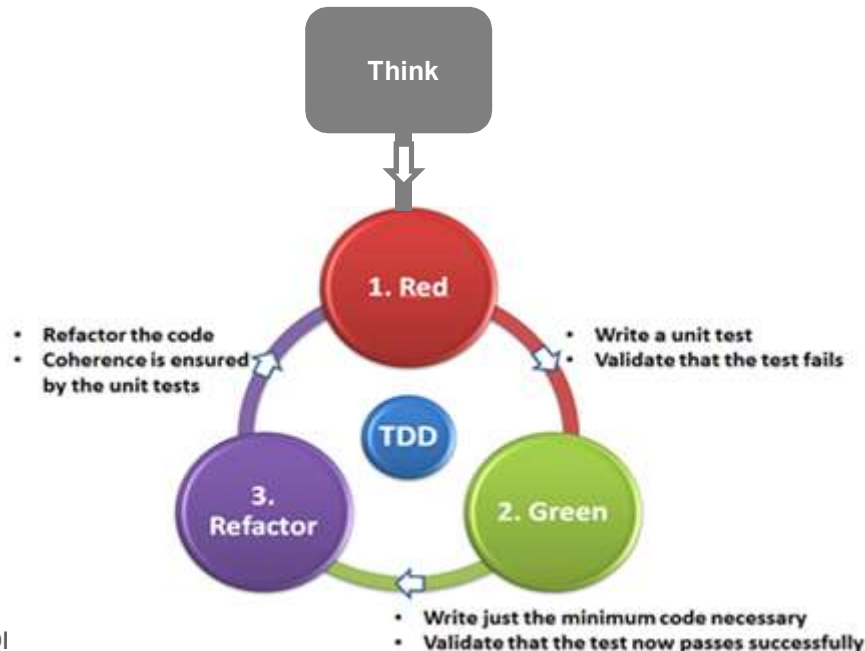 Think
1. Red
• Refactor the code
• Coherence is ensured
by the unit tests
• Write a unit test
• Validate that the test fails
TDD
3.
Refactor
2. Green
• Write just the minimum code necessary
• Validate that the test now passes successfully